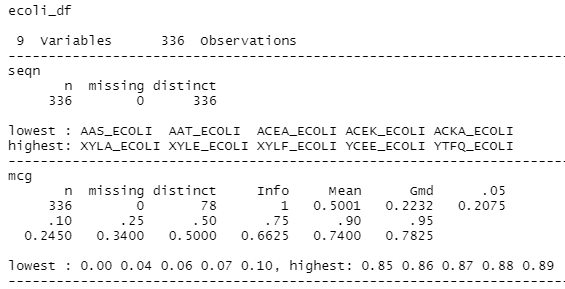 ecoli_df
9 Variables 336 Observations
--------------------------------------------------------------------------------
seqn
n missing distinct
336 0 336
lowest : AAS_ECOLI AAT_ECOLI ACEA_ECOLI ACEK_ECOLI ACKA_ECOLI
highest: XYLA_ECOLI XYLE_ECOLI XYLF_ECOLI YCEE_ECOLI YTFQ_ECOLI
--------------------------------------------------------------------------------
mcg
n missing distinct Info Mean Gmd .05
336 0 78 1 0.5001 0.2232 0.2075
.10 .25 .50 .75 .90 .95
0.2450 0.3400 0.5000 0.6625 0.7400 0.7825
lowest : 0.00 0.04 0.06 0.07 0.10, highest: 0.85 0.86 0.87 0.88 0.89
--------------------------------------------------------------------------------